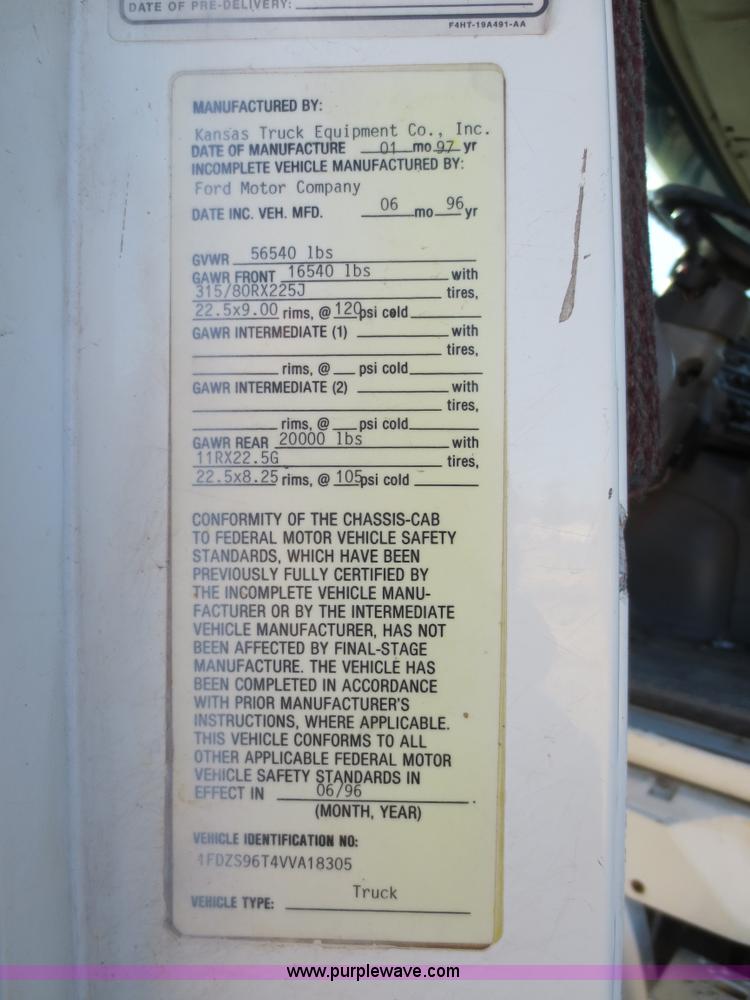 DATE OF PRE-DELIVERY:
F4HT-19A491-AA
MANUFACTURED BY:
Kansas Truck Equipment Co., Inc.
DATE OF MANUFACTURE 01 mo 97 yr
INCOMPLETE VEHICLE MANUFACTURED BY:
Ford Motor Company
DATE INC. VEH. MFD. 06 mo 96 yr
GVWR 56540 lbs
GAWR FRONT 16540 lbs with
315/80RX225J tires,
22.5x9.00 rims, @ 120psi cold
GAWR INTERMEDIATE (1) with
tires,
rims, @ psi cold
GAWR INTERMEDIATE (2) with
tires,
rims, @ psi cold
GAWR REAR 20000 lbs with
11RX22.5G tires,
22.5x8.25 rims, @ 105psi cold
CONFORMITY OF THE CHASSIS-CAB
TO FEDERAL MOTOR VEHICLE SAFETY
STANDARDS, WHICH HAVE BEEN
PREVIOUSLY FULLY CERTIFIED BY
THE INCOMPLETE VEHICLE MANU-
FACTURER OR BY THE INTERMEDIATE
VEHICLE MANUFACTURER, HAS NOT
BEEN AFFECTED BY FINAL-STAGE
MANUFACTURE. THE VEHICLE HAS
BEEN COMPLETED IN ACCORDANCE
WITH PRIOR MANUFACTURER'S
INSTRUCTIONS, WHERE APPLICABLE.
THIS VEHICLE CONFORMS TO ALL
OTHER APPLICABLE FEDERAL MOTOR
VEHICLE SAFETY STANDARDS IN
EFFECT IN 06/96
(MONTH, YEAR)
VEHICLE IDENTIFICATION NO:
1FDZS96T4VVA18305
VEHICLE TYPE: Truck
www.purplewave.com